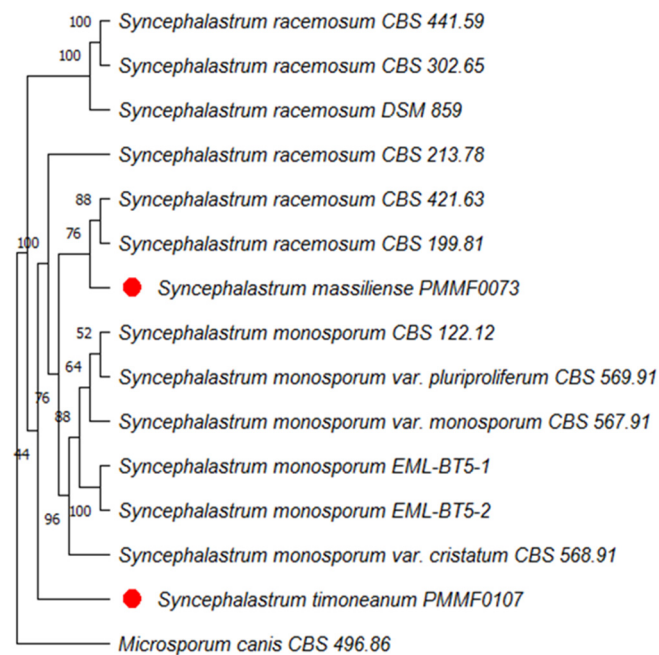 100
Syncephalastrum racemosum CBS 441.59
100
Syncephalastrum racemosum CBS 302.65
Syncephalastrum racemosum DSM 859
Syncephalastrum racemosum CBS 213.78
88
Syncephalastrum racemosum CBS 421.63
76
100
Syncephalastrum racemosum CBS 199.81
Syncephalastrum massiliense PMMF0073
52
Syncephalastrum monosporum CBS 122.12
64
Syncephalastrum monosporum var. pluriproliferum CBS 569.91
76
88
Syncephalastrum monosporum var. monosporum CBS 567.91
44
Syncephalastrum monosporum EML-BT5-1
96
100
Syncephalastrum monosporum EML-BT5-2
Syncephalastrum monosporum var. cristatum CBS 568.91
Syncephalastrum timoneanum PMMF0107
Microsporum canis CBS 496.86